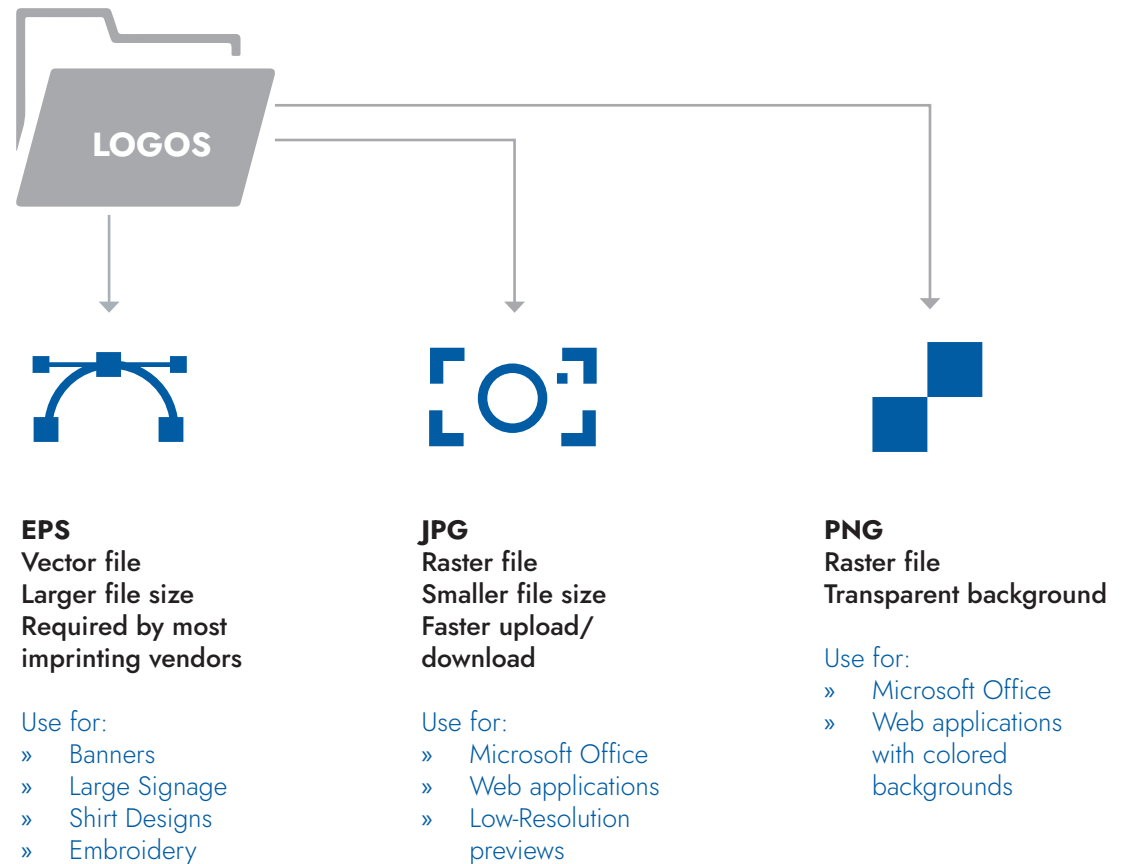 LOGOS
EPS
Vector file
Larger file size
Required by most
imprinting vendors
Use for:
» Banners
» Large Signage
» Shirt Designs
» Embroidery
JPG
Raster file
Smaller file size
Faster upload/
download
Use for:
» Microsoft Office
» Web applications
» Low-Resolution
previews
PNG
Raster file
Transparent background
Use for:
» Microsoft Office
» Web applications
with colored
backgrounds